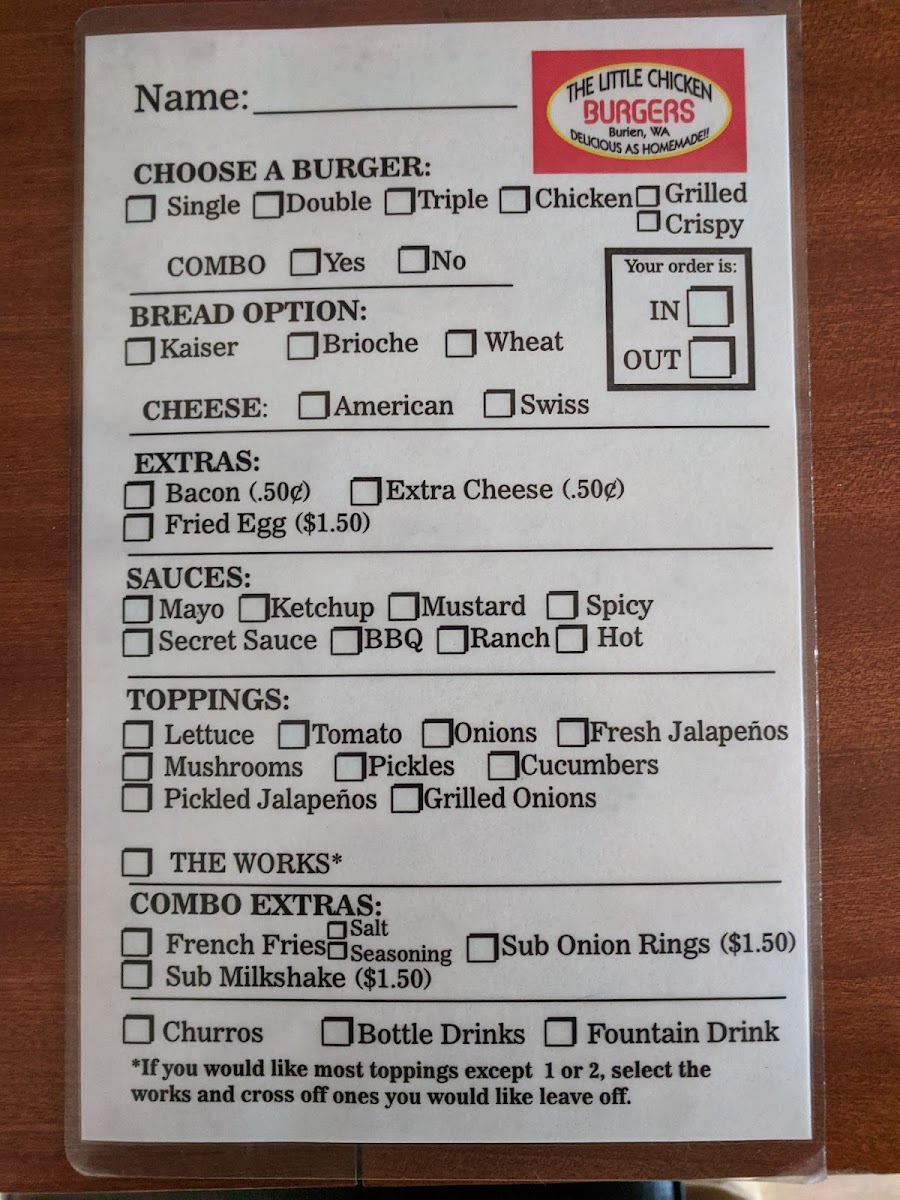 Name:
THE LITTLE CHICKEN
BURGERS
Burien, WA
DELICIOUS AS HOMEMADE!!
CHOOSE A BURGER:
Single Double Triple Chicken Grilled
Crispy
COMBO Yes No
Your order is:
IN
OUT
BREAD OPTION:
Kaiser Brioche Wheat
CHEESE: American Swiss
EXTRAS:
Bacon (.50¢) Extra Cheese (.50¢)
Fried Egg ($1.50)
SAUCES:
Mayo Ketchup Mustard Spicy
Secret Sauce BBQ Ranch Hot
TOPPINGS:
Lettuce Tomato Onions Fresh Jalapeños
Mushrooms Pickles Cucumbers
Pickled Jalapeños Grilled Onions
THE WORKS*
COMBO EXTRAS:
French Fries Salt
Seasoning Sub Onion Rings ($1.50)
Sub Milkshake ($1.50)
Churros Bottle Drinks Fountain Drink
*If you would like most toppings except 1 or 2, select the
works and cross off ones you would like leave off.